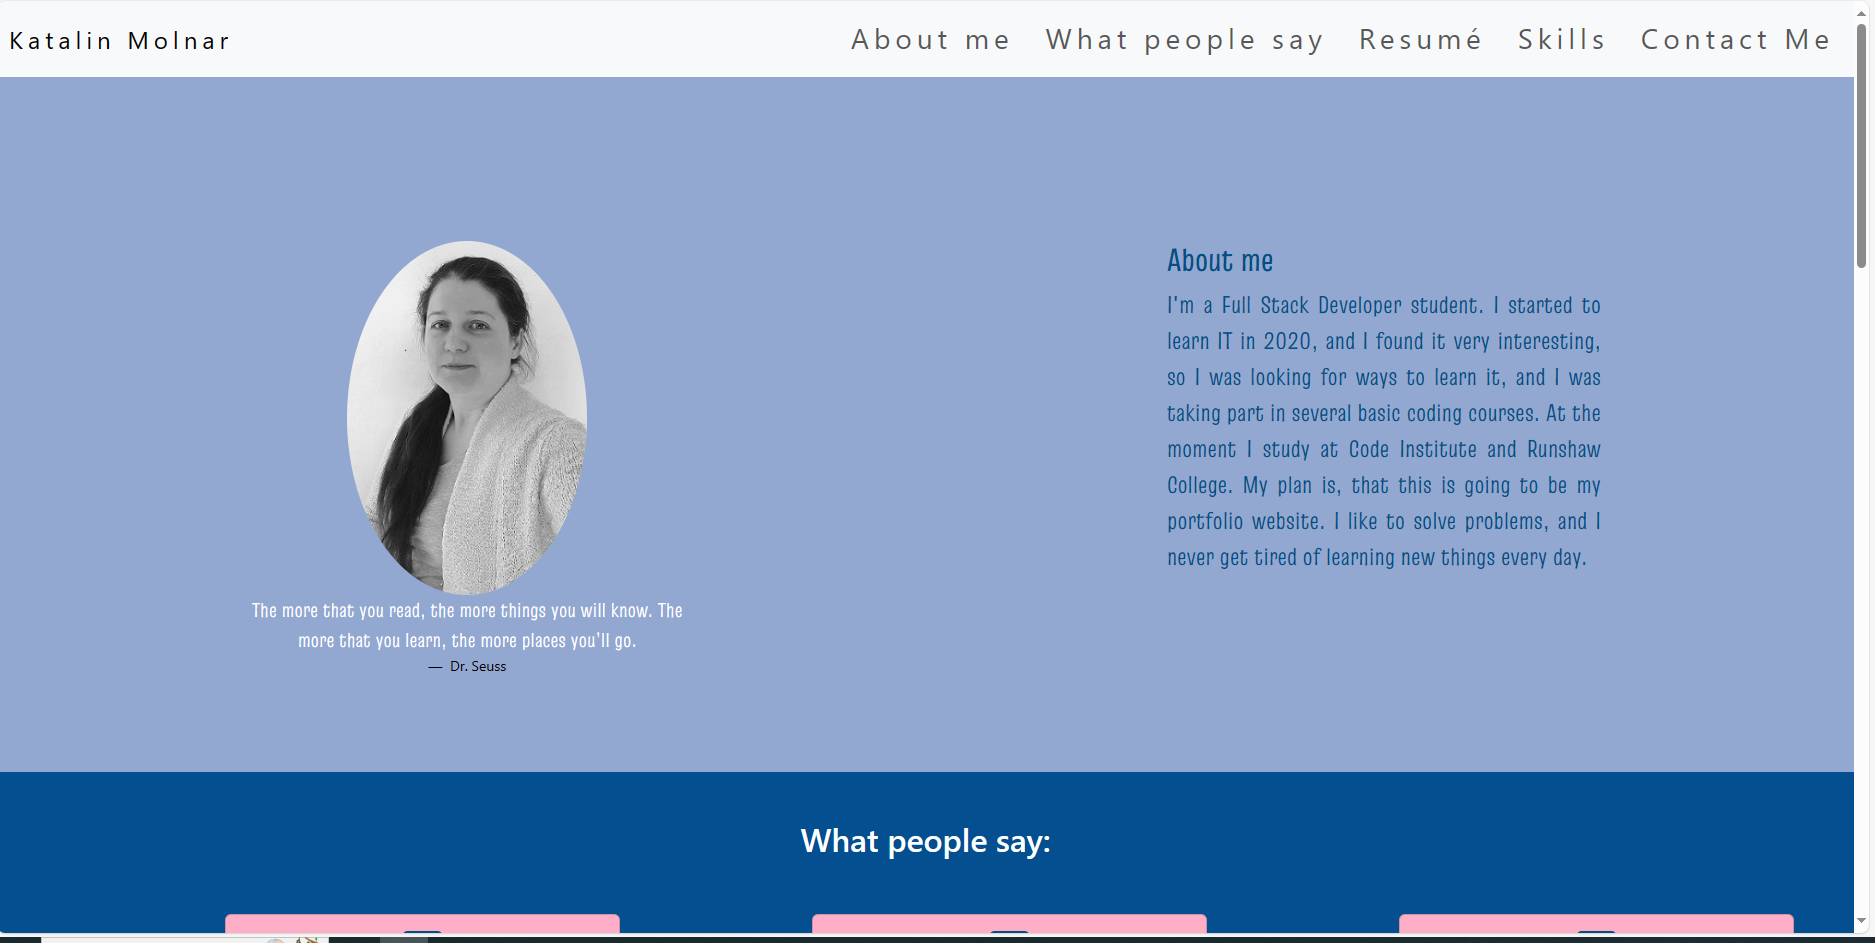 Katalin Molnar
About me What people say Resumé Skills Contact Me
About me
I'm a Full Stack Developer student. I started to
learn IT in 2020, and I found it very interesting,
so I was looking for ways to learn it, and I was
taking part in several basic coding courses. At the
moment I study at Code Institute and Runshaw
College. My plan is, that this is going to be my
portfolio website. I like to solve problems, and I
never get tired of learning new things every day.
The more that you read, the more things you will know. The
more that you learn, the more places you'll go.
— Dr. Seuss
What people say: